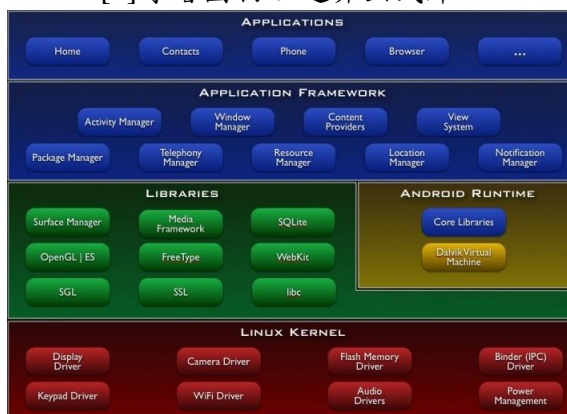 APPLICATIONS
Home Contacts Phone Browser ...
APPLICATION FRAMEWORK
Activity Manager Window Manager Content Providers View System
Package Manager Telephony Manager Resource Manager Location Manager Notification Manager
LIBRARIES
Surface Manager Media Framework SQLite
OpenGL | ES FreeType WebKit
SGL SSL libc
ANDROID RUNTIME
Core Libraries
Dalvik Virtual Machine
LINUX KERNEL
Display Driver Camera Driver Flash Memory Driver Binder (IPC) Driver
Keypad Driver WiFi Driver Audio Drivers Power Management